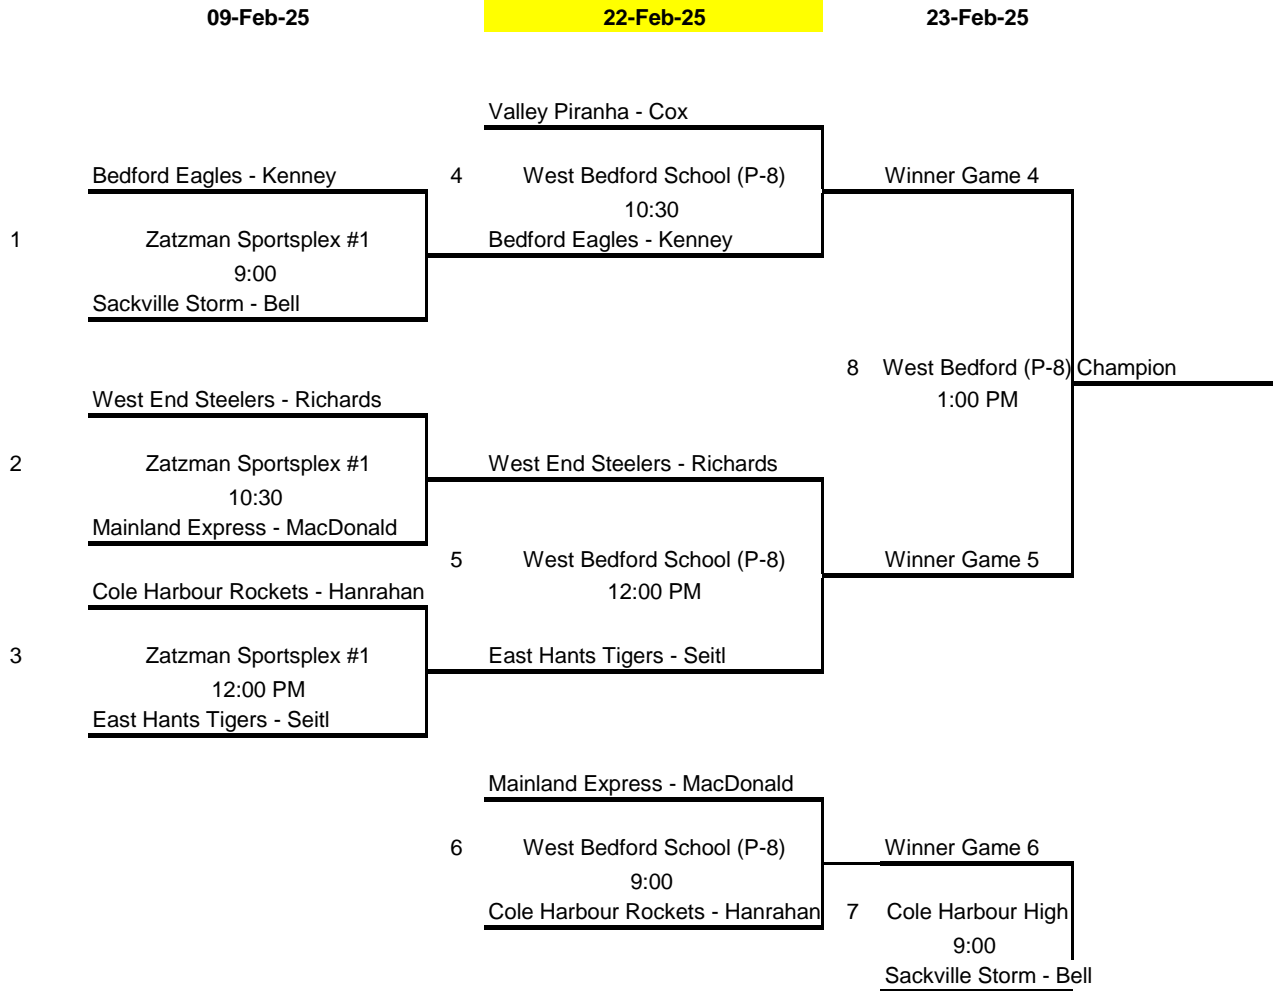 09-Feb-25 22-Feb-25 23-Feb-25
Valley Piranha - Cox
Bedford Eagles - Kenney 4 West Bedford School (P-8) Winner Game 4
10:30
1 Zatzman Sportsplex #1 Bedford Eagles - Kenney
9:00
Sackville Storm - Bell
8 West Bedford (P-8) Champion
West End Steelers - Richards 1:00 PM
2 Zatzman Sportsplex #1 West End Steelers - Richards
10:30
Mainland Express - MacDonald
5 West Bedford School (P-8) Winner Game 5
Cole Harbour Rockets - Hanrahan 12:00 PM
3 Zatzman Sportsplex #1 East Hants Tigers - Seitl
12:00 PM
East Hants Tigers - Seitl
Mainland Express - MacDonald
6 West Bedford School (P-8) Winner Game 6
9:00
Cole Harbour Rockets - Hanrahan 7 Cole Harbour High
9:00
Sackville Storm - Bell